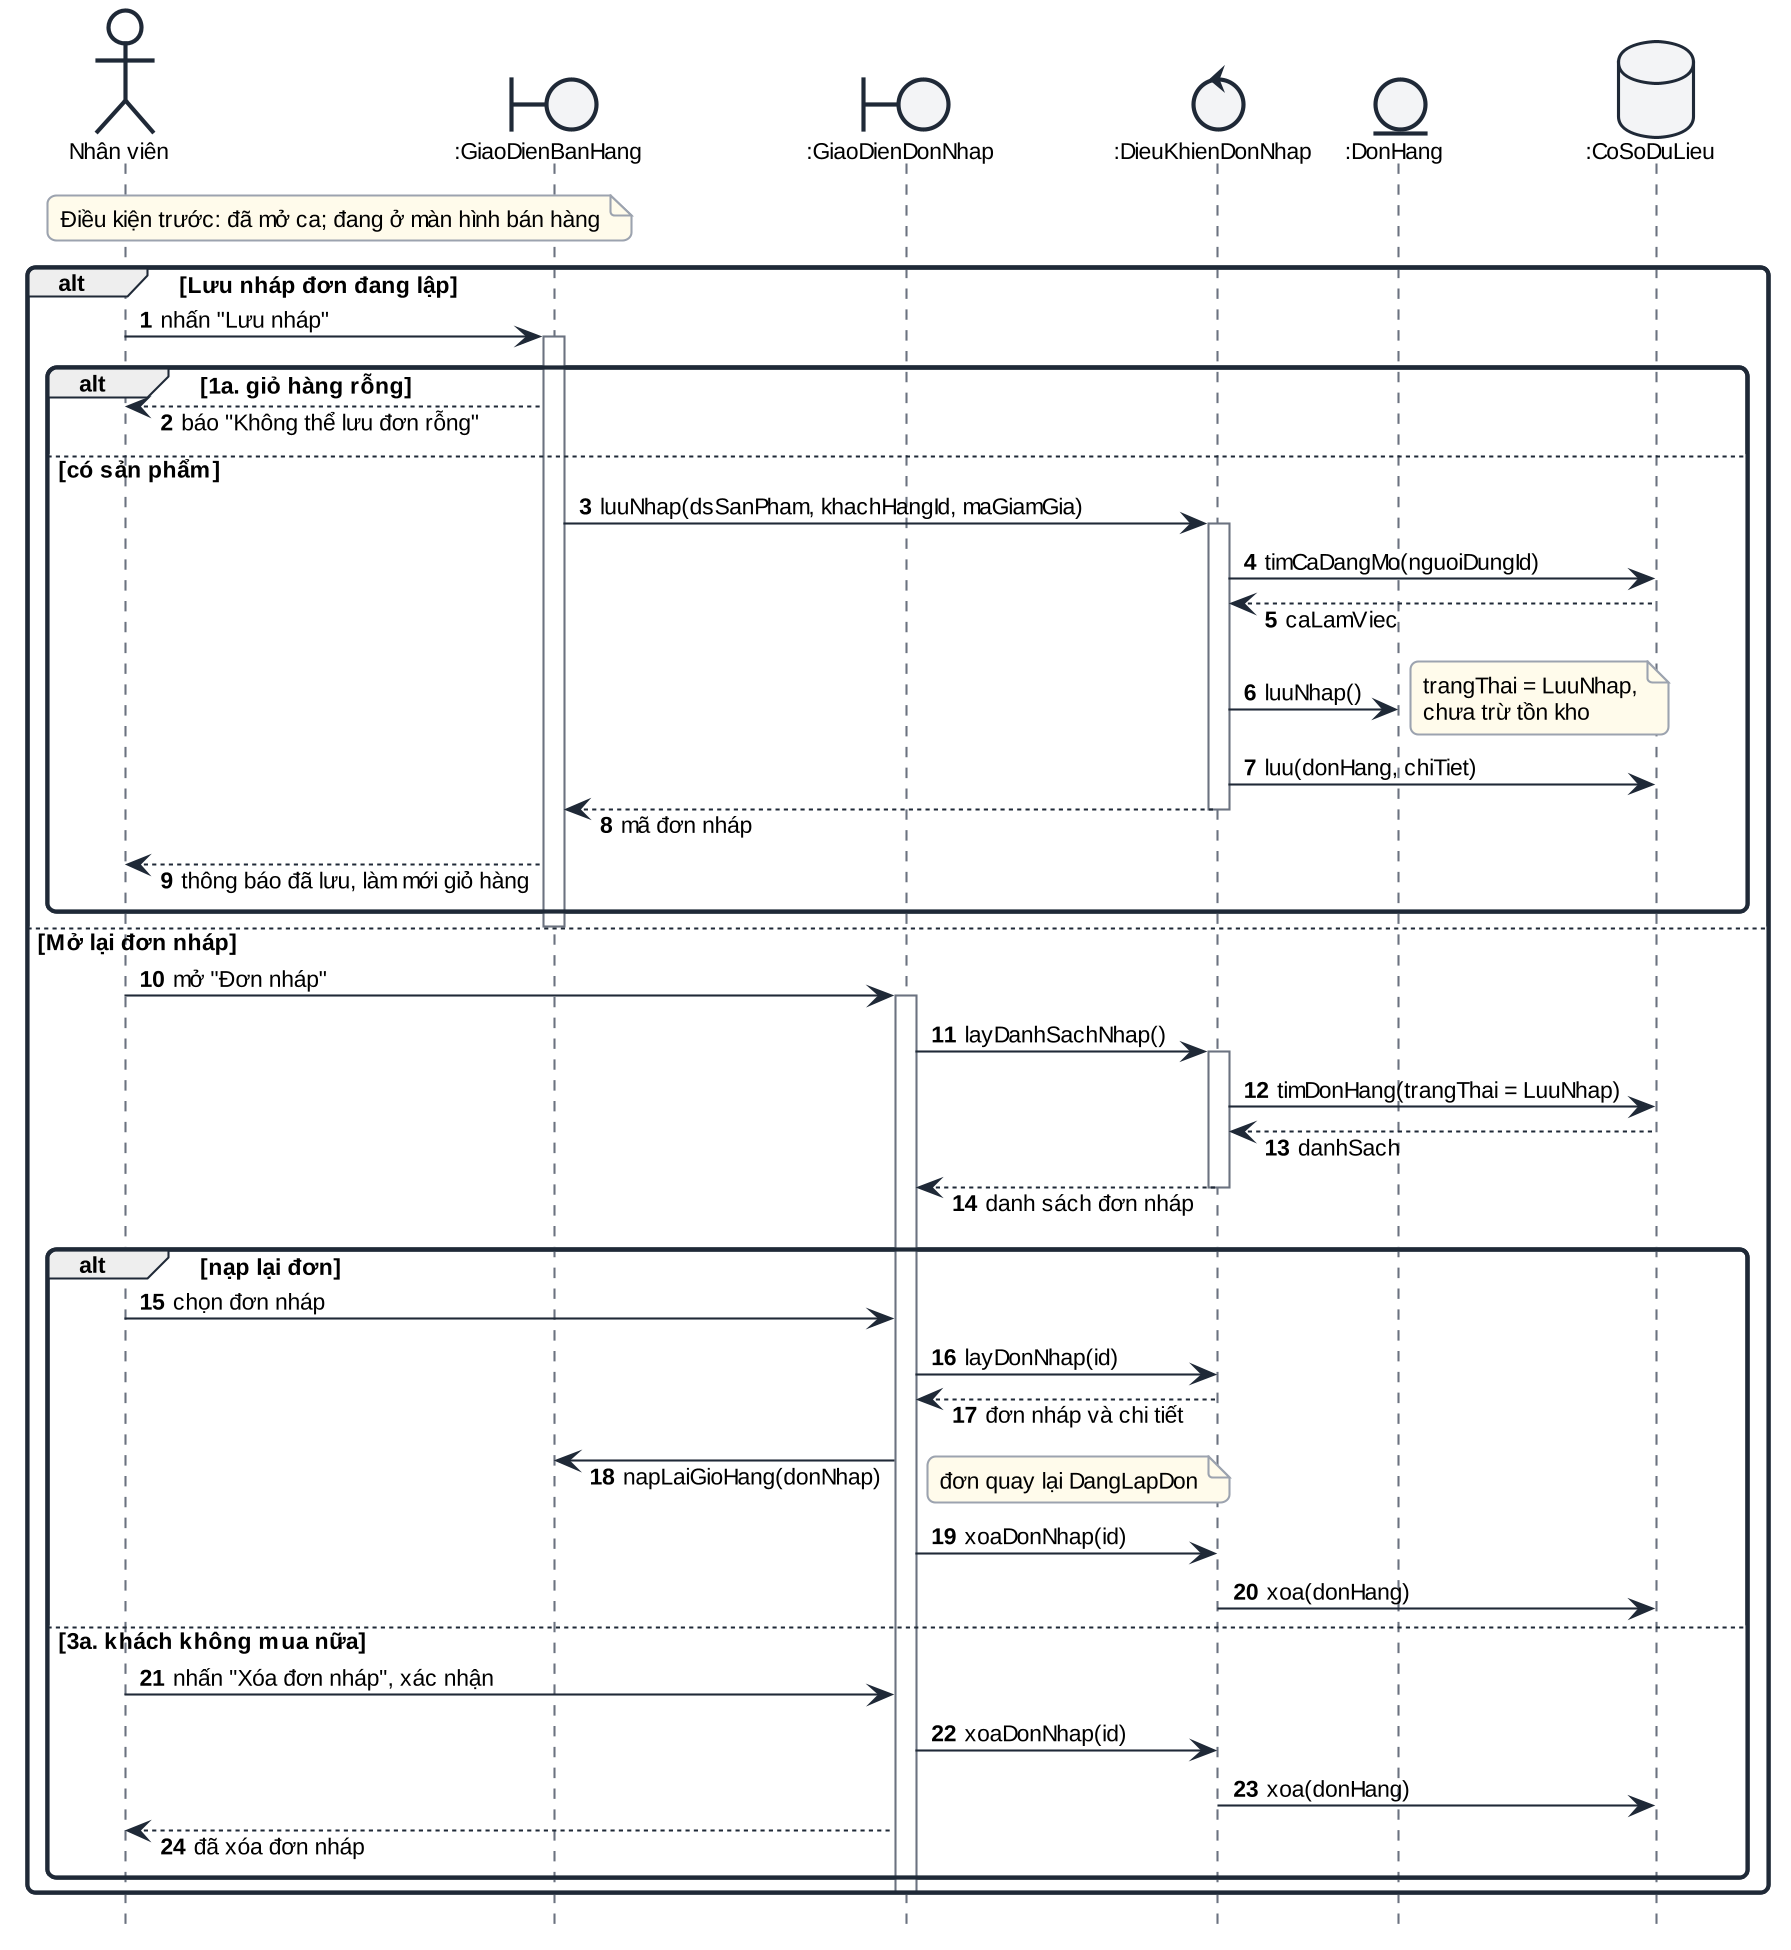 Nhân viên
:GiaoDienBanHang
:GiaoDienDonNhap
:DieuKhienDonNhap
:DonHang
:CoSoDuLieu
Điều kiện trước: đã mở ca; đang ở màn hình bán hàng
alt [Lưu nháp đơn đang lập]
1 nhấn "Lưu nháp"
alt [1a. giỏ hàng rỗng]
2 báo "Không thể lưu đơn rỗng"
[có sản phẩm]
3 luuNhap(dsSanPham, khachHangId, maGiamGia)
4 timCaDangMo(nguoiDungId)
5 caLamViec
6 luuNhap()
trangThai = LuuNhap,
chưa trừ tồn kho
7 luu(donHang, chiTiet)
8 mã đơn nháp
9 thông báo đã lưu, làm mới giỏ hàng
[Mở lại đơn nháp]
10 mở "Đơn nháp"
11 layDanhSachNhap()
12 timDonHang(trangThai = LuuNhap)
13 danhSach
14 danh sách đơn nháp
alt [nạp lại đơn]
15 chọn đơn nháp
16 layDonNhap(id)
17 đơn nháp và chi tiết
18 napLaiGioHang(donNhap)
đơn quay lại DangLapDon
19 xoaDonNhap(id)
20 xoa(donHang)
[3a. khách không mua nữa]
21 nhấn "Xóa đơn nháp", xác nhận
22 xoaDonNhap(id)
23 xoa(donHang)
24 đã xóa đơn nháp